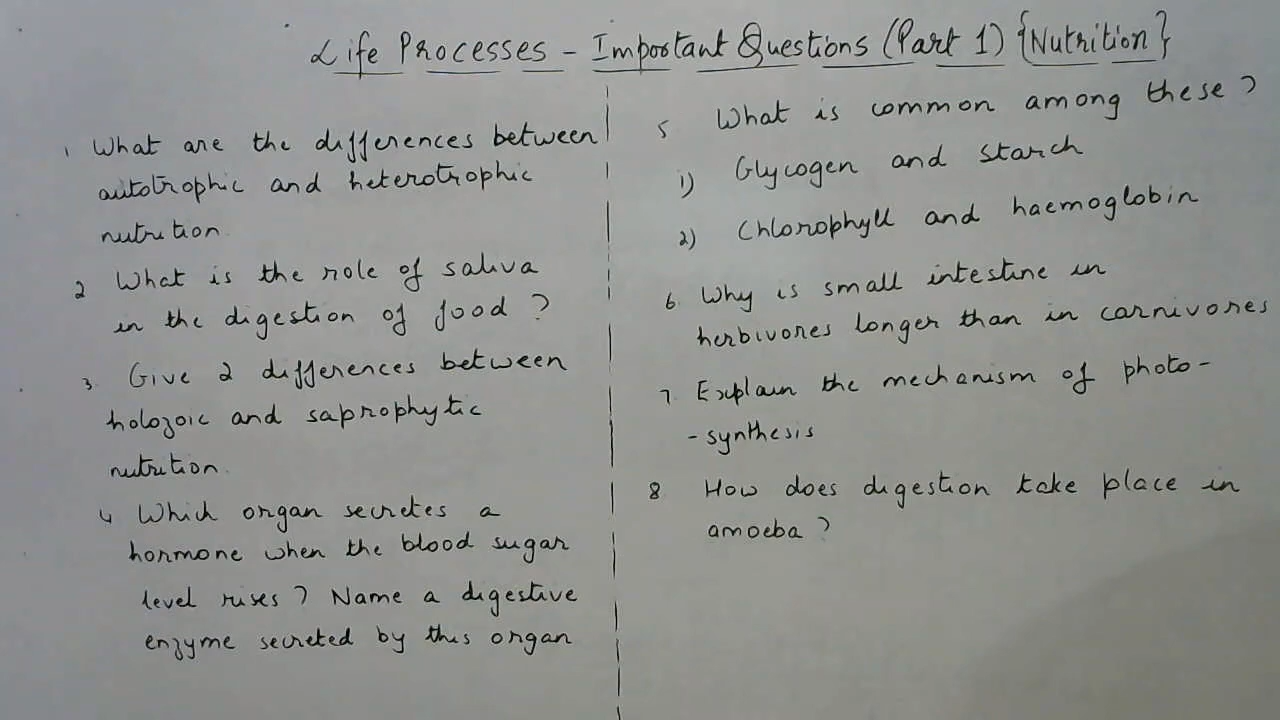 Life Processes - Important Questions (Part 1) {Nutrition}
1 What are the differences between
autotrophic and heterotrophic
nutrition.
2 What is the role of saliva
in the digestion of food ?
3. Give 2 differences between
holozoic and saprophytic
nutrition.
4 Which organ secretes a
hormone when the blood sugar
level rises ? Name a digestive
enzyme secreted by this organ
5 What is common among these ?
1) Glycogen and starch
2) Chlorophyll and haemoglobin
6. Why is small intestine in
herbivores longer than in carnivores
7. Explain the mechanism of photo-
-synthesis
8 How does digestion take place in
amoeba ?